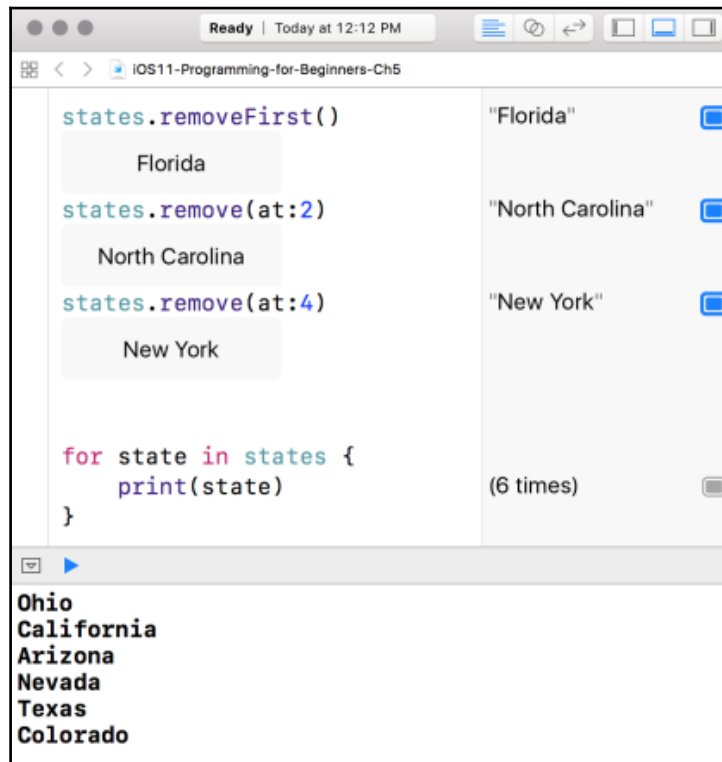 Ready | Today at 12:12 PM
iOS11-Programming-for-Beginners-Ch5
states.removeFirst() "Florida"
Florida
states.remove(at:2) "North Carolina"
North Carolina
states.remove(at:4) "New York"
New York
for state in states {
print(state) (6 times)
}
Ohio
California
Arizona
Nevada
Texas
Colorado